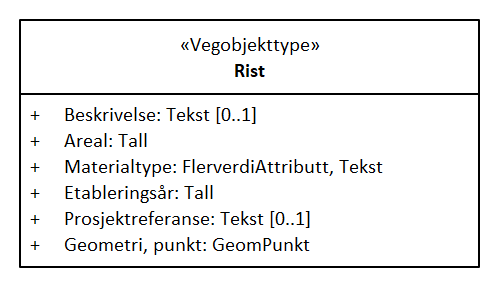 «Vegobjekttype»
Rist
+ Beskrivelse: Tekst [0..1]
+ Areal: Tall
+ Materialtype: FlerverdiAttributt, Tekst
+ Etableringsår: Tall
+ Prosjektreferanse: Tekst [0..1]
+ Geometri, punkt: GeomPunkt